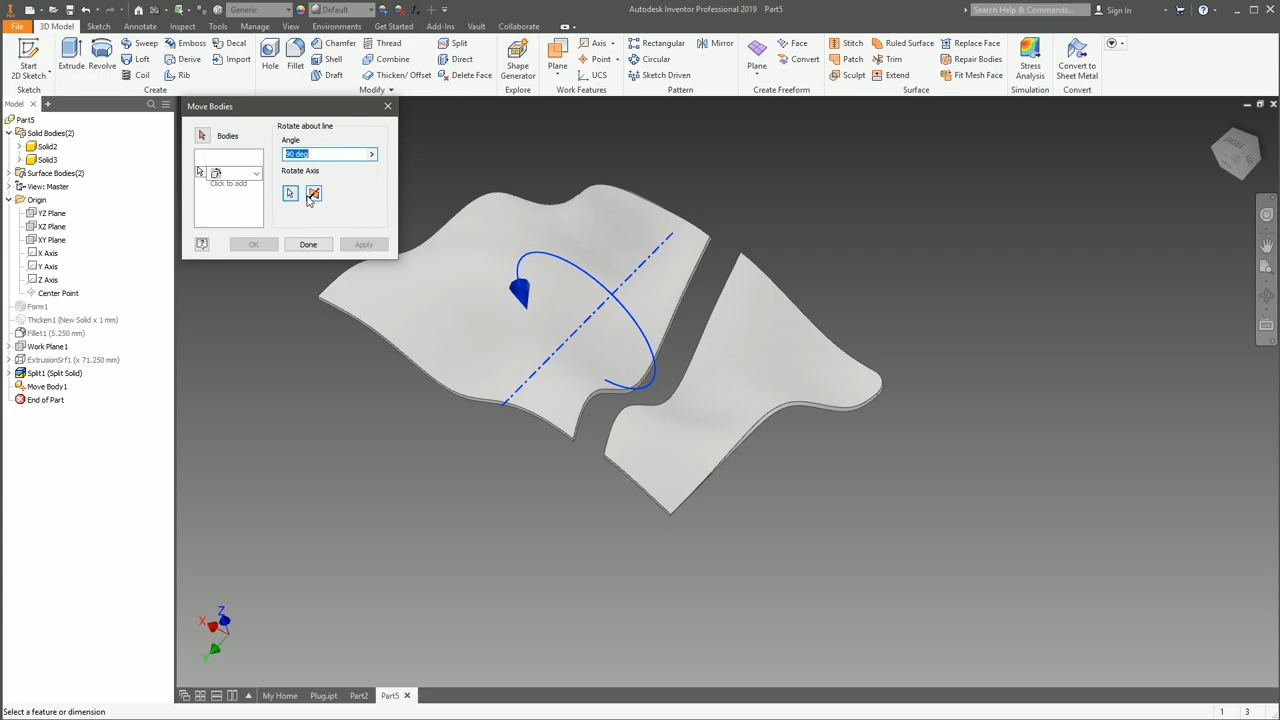 Generic
Default
Autodesk Inventor Professional 2019 Part5
Search Help & Commands...
Sign In
File
3D Model
Sketch
Annotate
Inspect
Tools
Manage
View
Environments
Get Started
Add-Ins
Vault
Collaborate
Start
2D Sketch
Sketch
Extrude
Revolve
Sweep
Loft
Coil
Emboss
Derive
Rib
Decal
Import
Create
Hole
Fillet
Chamfer
Shell
Draft
Thread
Combine
Thicken/ Offset
Split
Direct
Delete Face
Modify
Shape
Generator
Explore
Plane
Axis
Point
UCS
Work Features
Rectangular
Circular
Sketch Driven
Mirror
Pattern
Plane
Face
Convert
Create Freeform
Stitch
Patch
Sculpt
Ruled Surface
Trim
Extend
Replace Face
Repair Bodies
Fit Mesh Face
Surface
Stress
Analysis
Simulation
Convert to
Sheet Metal
Convert
Model
Part5
Solid Bodies(2)
Solid2
Solid3
Surface Bodies(2)
View: Master
Origin
YZ Plane
XZ Plane
XY Plane
X Axis
Y Axis
Z Axis
Center Point
Form1
Thicken1 (New Solid x 1 mm)
Fillet1 (5.250 mm)
Work Plane1
ExtrusionSrf1 (x 71.250 mm)
Split1 (Split Solid)
Move Body1
End of Part
Move Bodies
Bodies
Click to add
Rotate about line
Angle
90 deg
Rotate Axis
OK
Done
Apply
Z
X
Y
My Home
Plug.ipt
Part2
Part5
Select a feature or dimension
1
3